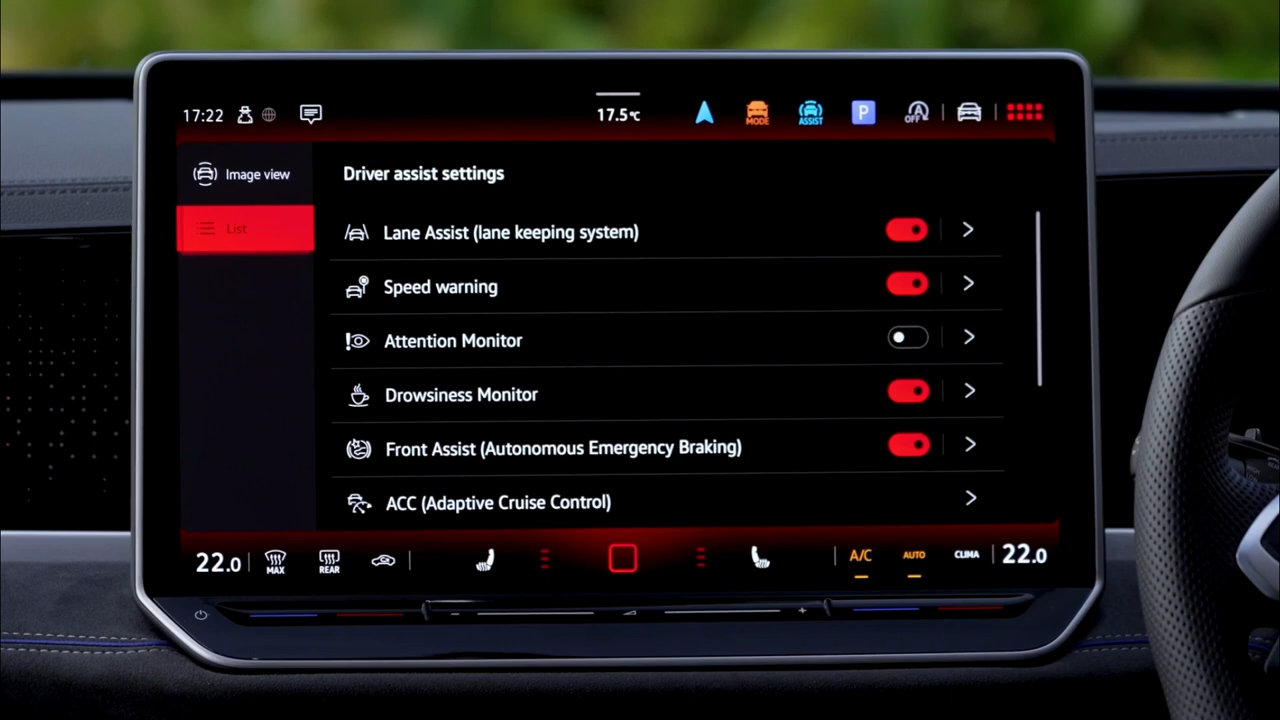 17:22
17.5°C
MODE
ASSIST
P
A
OFF
Image view
List
Driver assist settings
Lane Assist (lane keeping system)
Speed warning
Attention Monitor
Drowsiness Monitor
Front Assist (Autonomous Emergency Braking)
ACC (Adaptive Cruise Control)
22.0
MAX
REAR
A/C
AUTO
CLIMA
22.0